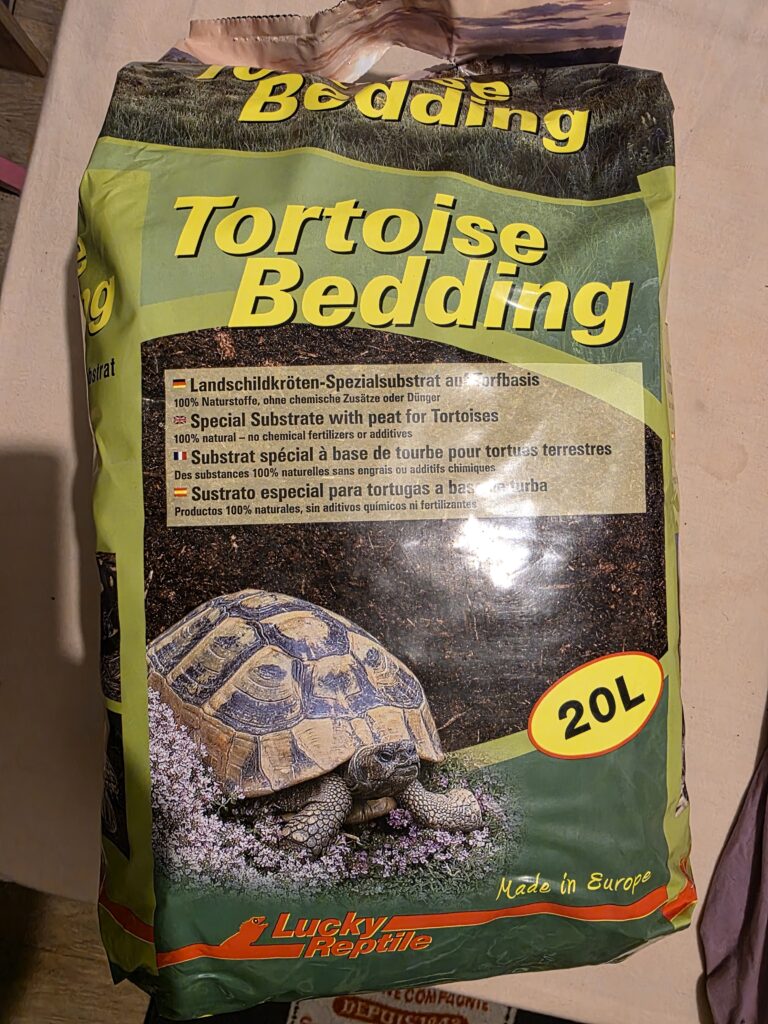 Tortoise
Bedding
Tortoise
Bedding
Landschildkröten-Spezialsubstrat auf Torfbasis
100% Naturstoffe, ohne chemische Zusätze oder Dünger
Special Substrate with peat for Tortoises
100% natural – no chemical fertilizers or additives
Substrat spécial à base de tourbe pour tortues terrestres
Des substances 100% naturelles sans engrais ou additifs chimiques
Sustrato especial para tortugas a base de turba
Productos 100% naturales, sin aditivos químicos ni fertilizantes
20L
Made in Europe
Lucky
Reptile
DEPUIS